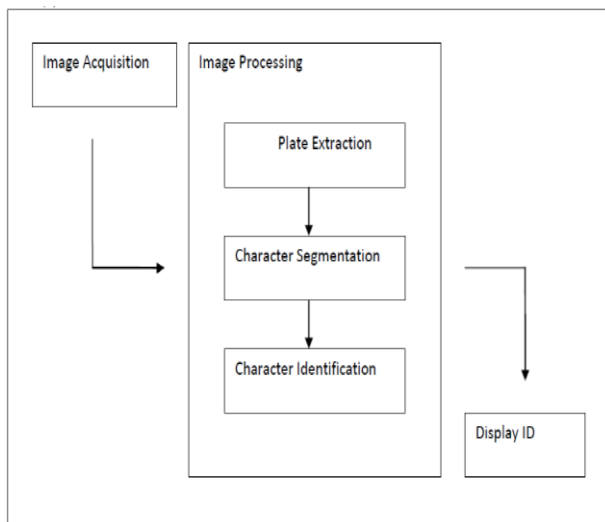 Image Acquisition
Image Processing
Plate Extraction
Character Segmentation
Character Identification
Display ID